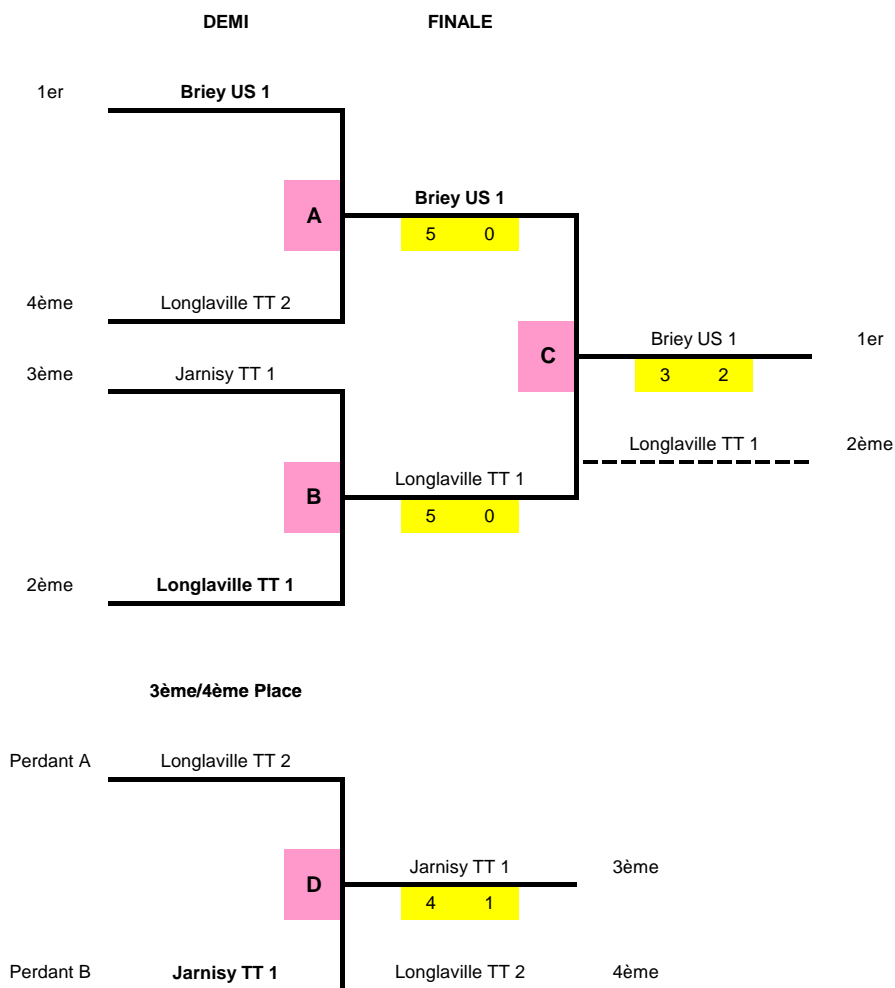 DEMI FINALE
1er Briey US 1
A Briey US 1
5 0
4ème Longlaville TT 2
C Briey US 1 1er
3 2
3ème Jarnisy TT 1
Longlaville TT 1 2ème
B Longlaville TT 1
5 0
2ème Longlaville TT 1
3ème/4ème Place
Perdant A Longlaville TT 2
D Jarnisy TT 1 3ème
4 1
Perdant B Jarnisy TT 1 Longlaville TT 2 4ème